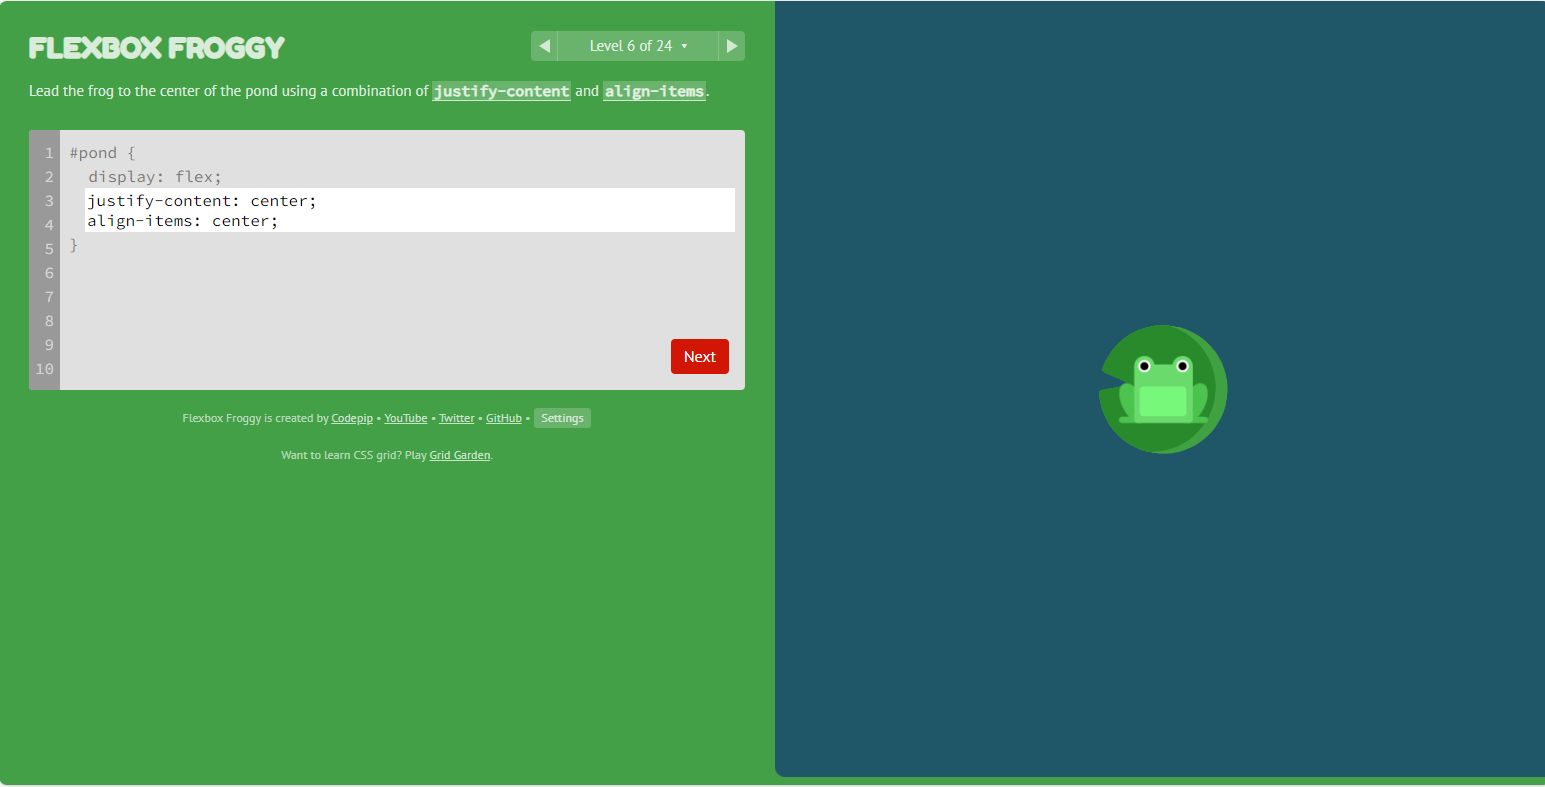 FLEXBOX FROGGY
◀ Level 6 of 24 ▼ ▶
Lead the frog to the center of the pond using a combination of justify-content and align-items.
1 #pond {
2 display: flex;
3 justify-content: center;
4 align-items: center;
5 }
6
7
8
9
10
Next
Flexbox Froggy is created by Codepip • YouTube • Twitter • GitHub • Settings
Want to learn CSS grid? Play Grid Garden.